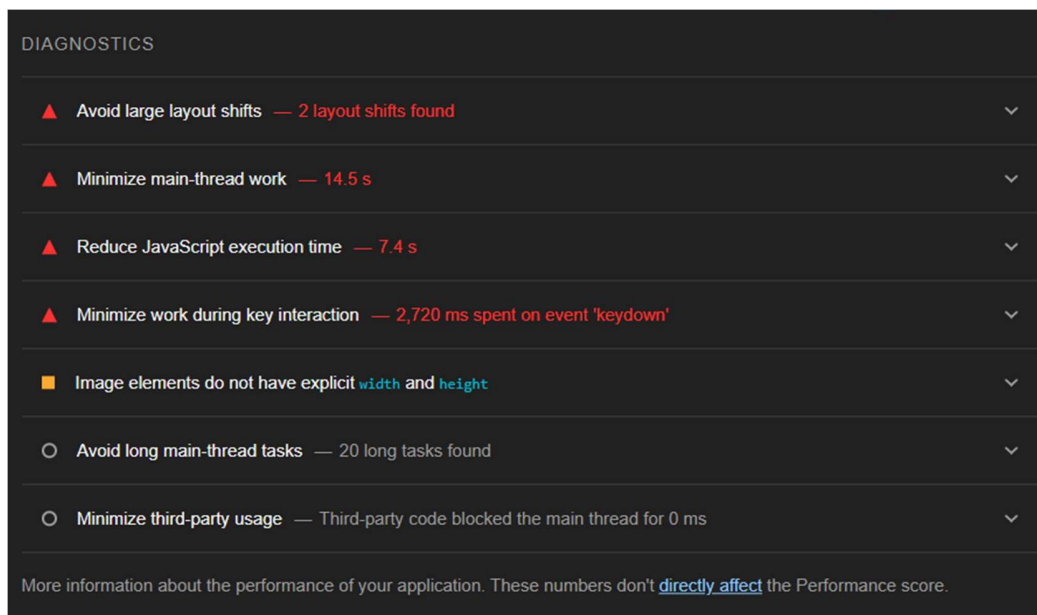 DIAGNOSTICS
Avoid large layout shifts — 2 layout shifts found
Minimize main-thread work — 14.5 s
Reduce JavaScript execution time — 7.4 s
Minimize work during key interaction — 2,720 ms spent on event 'keydown'
Image elements do not have explicit width and height
Avoid long main-thread tasks — 20 long tasks found
Minimize third-party usage — Third-party code blocked the main thread for 0 ms
More information about the performance of your application. These numbers don't directly affect the Performance score.